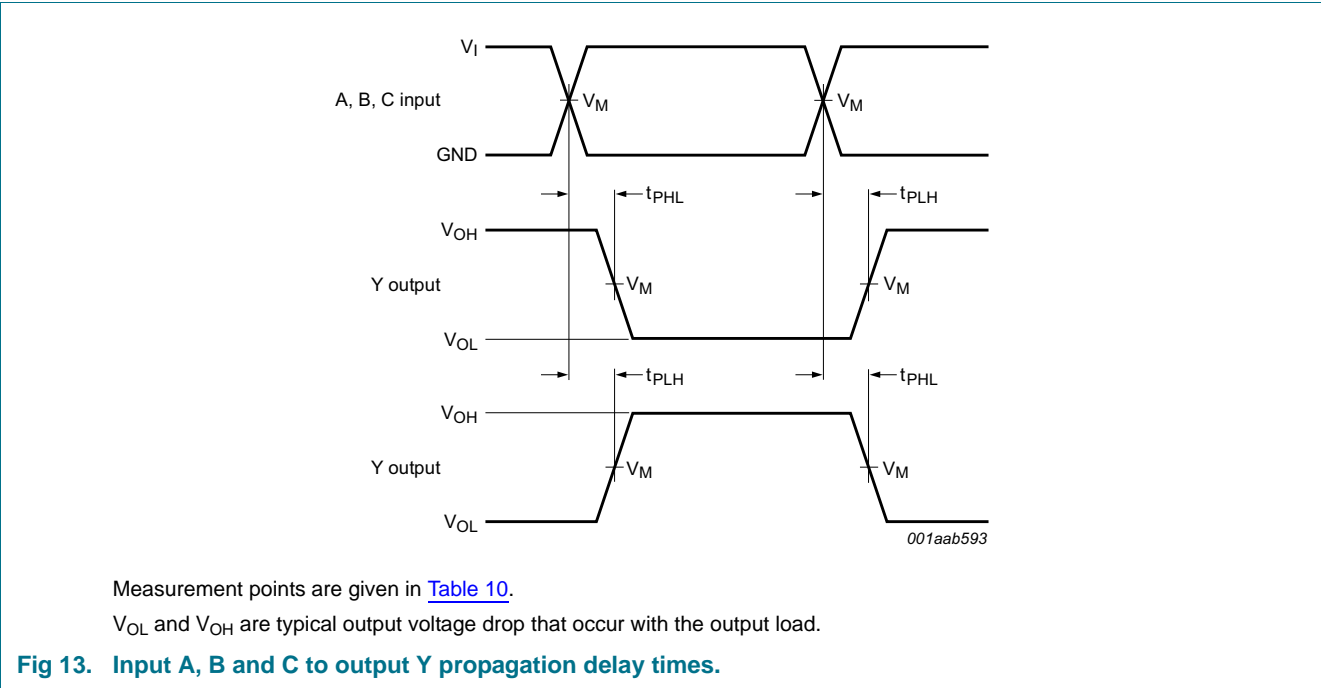 VI
A, B, C input
VM
VM
GND
tPHL
tPLH
VOH
Y output
VM
VM
VOL
tPLH
tPHL
VOH
Y output
VM
VM
VOL
001aab593
Measurement points are given in Table 10.
VOL and VOH are typical output voltage drop that occur with the output load.
Fig 13. Input A, B and C to output Y propagation delay times.